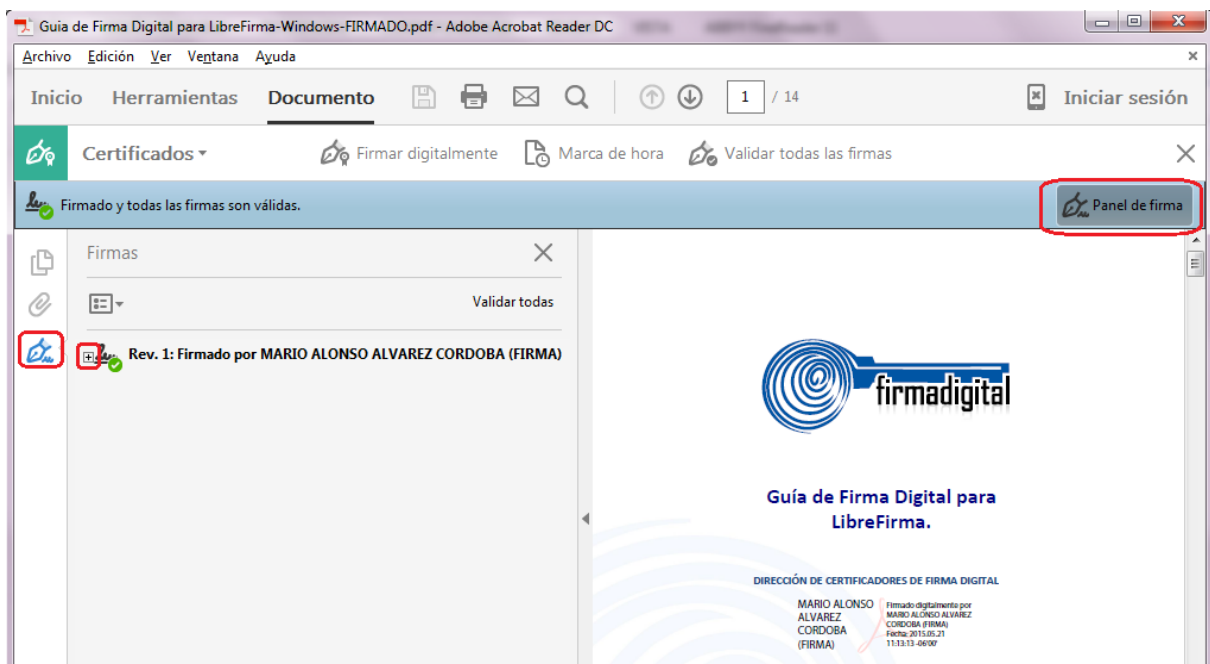 Guia de Firma Digital para LibreFirma-Windows-FIRMADO.pdf - Adobe Acrobat Reader DC
Archivo Edición Ver Ventana Ayuda
Inicio Herramientas Documento 1 / 14 Iniciar sesión
Certificados Firmar digitalmente Marca de hora Validar todas las firmas
Firmado y todas las firmas son válidas. Panel de firma
Firmas
Validar todas
Rev. 1: Firmado por MARIO ALONSO ALVAREZ CORDOBA (FIRMA)
firmadigital
Guía de Firma Digital para
LibreFirma.
DIRECCIÓN DE CERTIFICADORES DE FIRMA DIGITAL
MARIO ALONSO
ALVAREZ
CORDOBA
(FIRMA)
Firmado digitalmente por
MARIO ALONSO ALVAREZ
CORDOBA (FIRMA)
Fecha: 2015.05.21
11:13:13 -06'00'